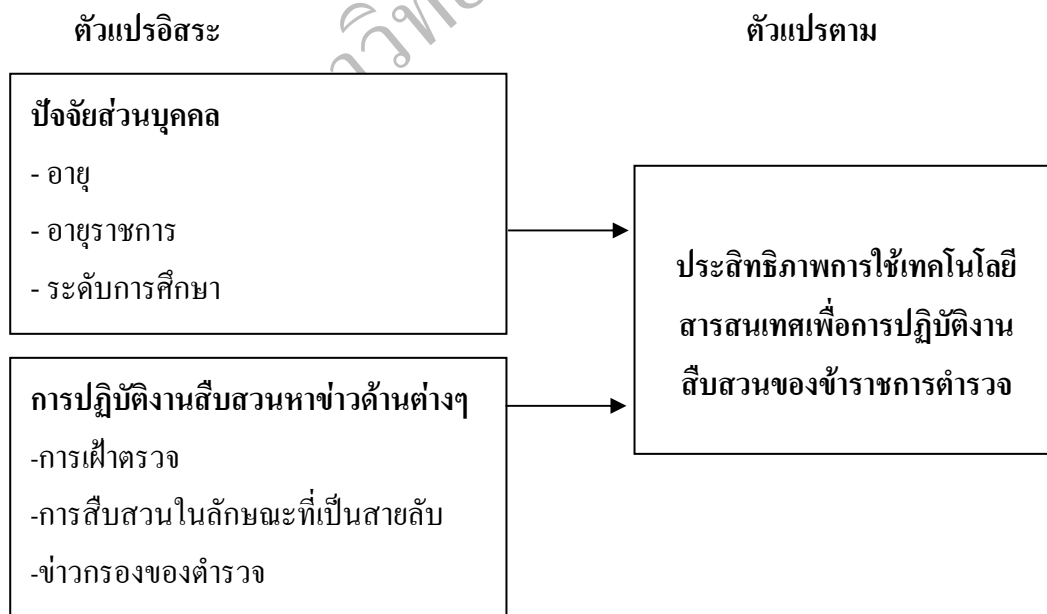 ตัวแปรอิสระ
ตัวแปรตาม
ปัจจัยส่วนบุคคล
- อายุ
- อายุราชการ
- ระดับการศึกษา
การปฏิบัติงานสืบสวนหาข่าวด้านต่างๆ
-การเฝ้าตรวจ
-การสืบสวนในลักษณะที่เป็นสายลับ
-ข่าวกรองของตำรวจ
ประสิทธิภาพการใช้เทคโนโลยี
สารสนเทศเพื่อการปฏิบัติงาน
สืบสวนของข้าราชการตำรวจ